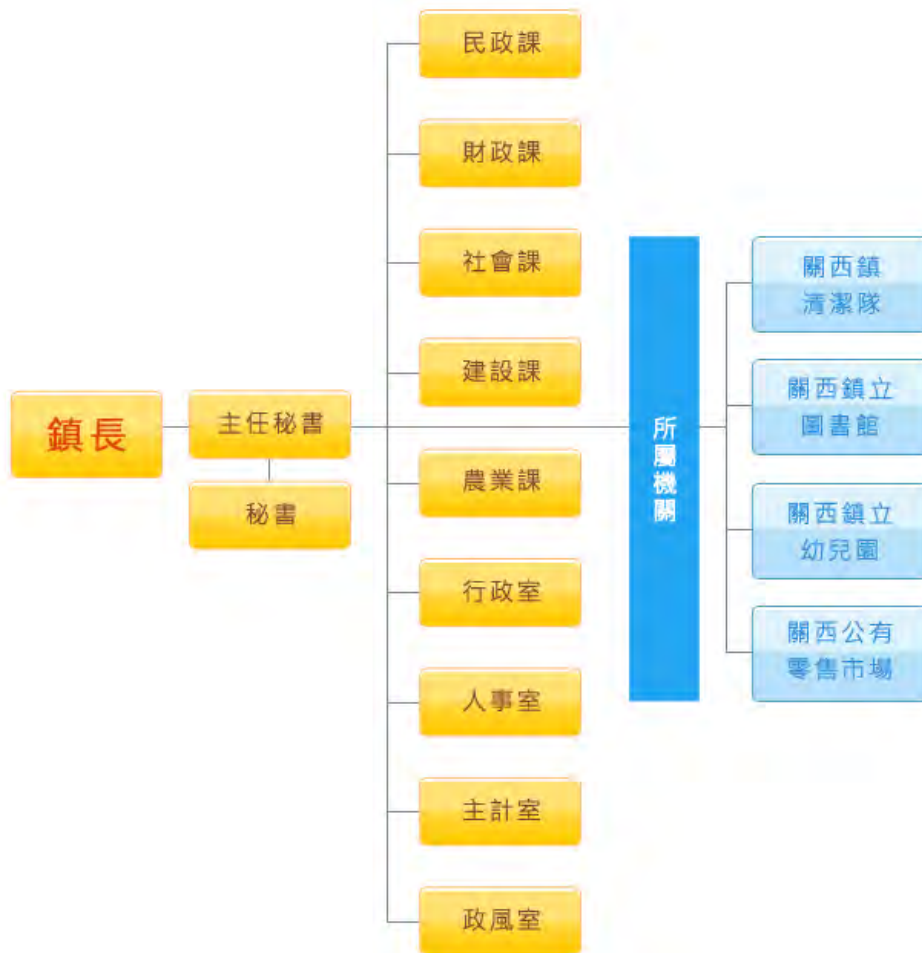 鎮長
主任秘書
秘書
民政課
財政課
社會課
建設課
農業課
行政室
人事室
主計室
政風室
所屬機關
關西鎮
清潔隊
關西鎮立
圖書館
關西鎮立
幼兒園
關西公有
零售市場